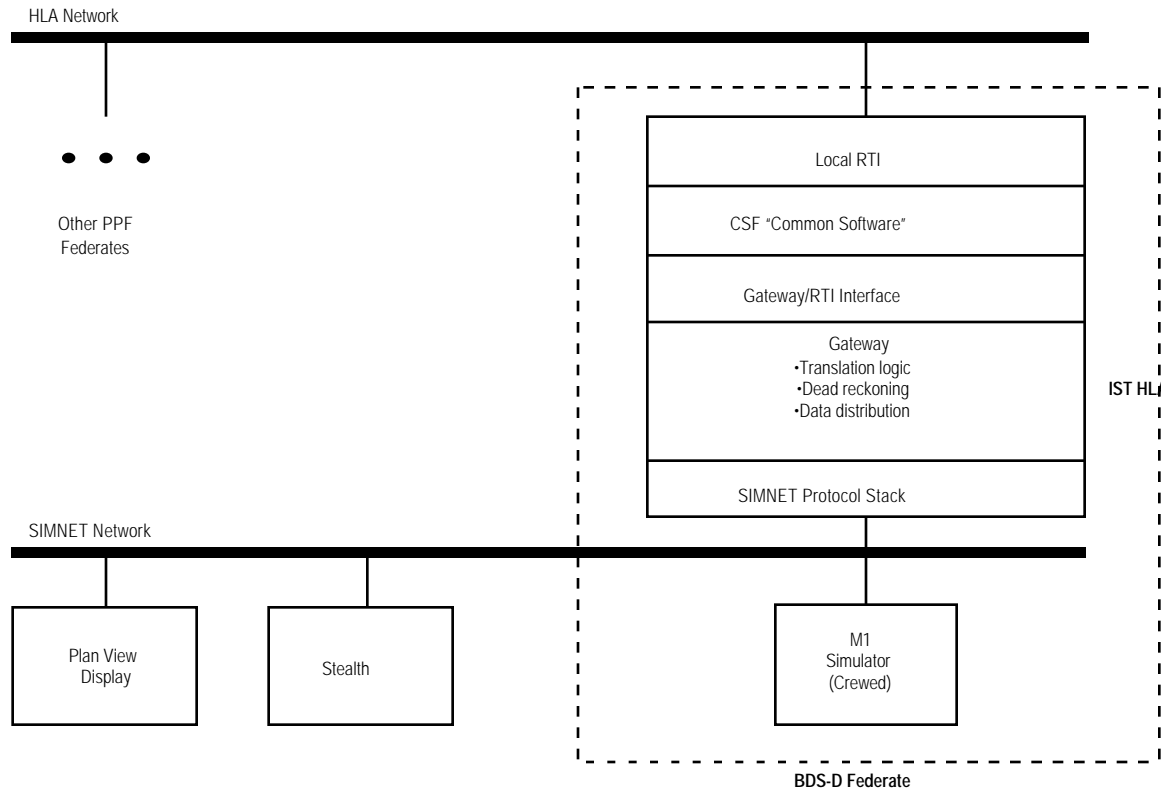 HLA Network
Local RTI
CSF "Common Software"
Other PPF
Federates
Gateway/RTI Interface
Gateway
•Translation logic
•Dead reckoning
•Data distribution
IST HL
SIMNET Protocol Stack
SIMNET Network
Plan View
Display
Stealth
M1
Simulator
(Crewed)
BDS-D Federate